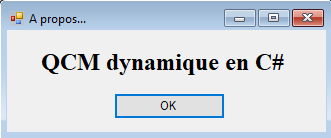 A propos...
QCM dynamique en C#
OK